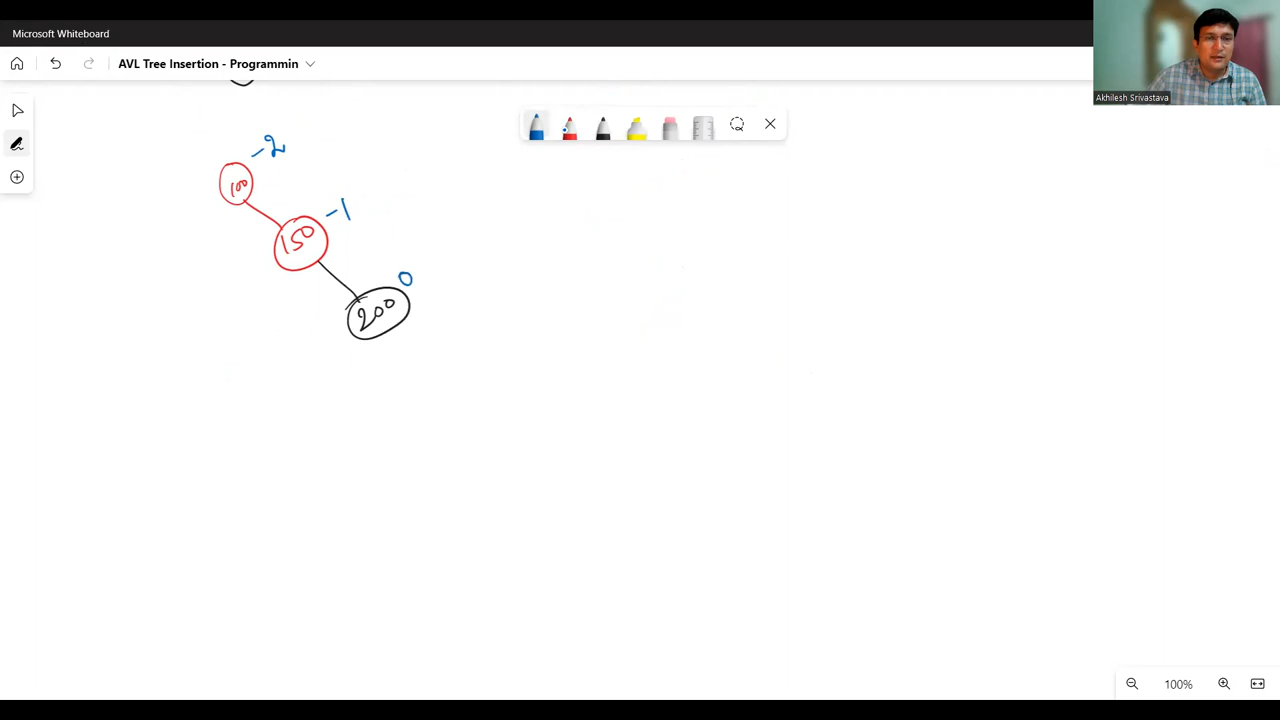 Microsoft Whiteboard
AVL Tree Insertion - Programmin
Akhilesh Srivastava
-2
100
-1
150
0
200
100%